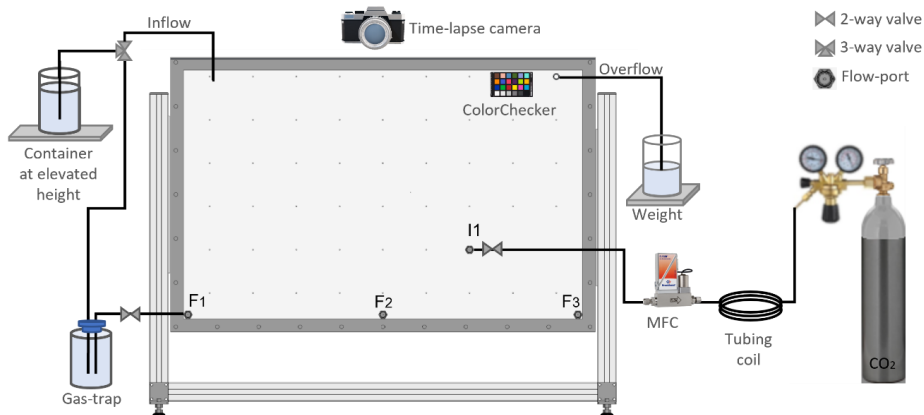 Inflow
Time-lapse camera
2-way valve
3-way valve
Flow-port
Overflow
ColorChecker
Container
at elevated
height
Weight
I1
F1
F2
F3
MFC
Tubing
coil
Gas-trap
CO₂